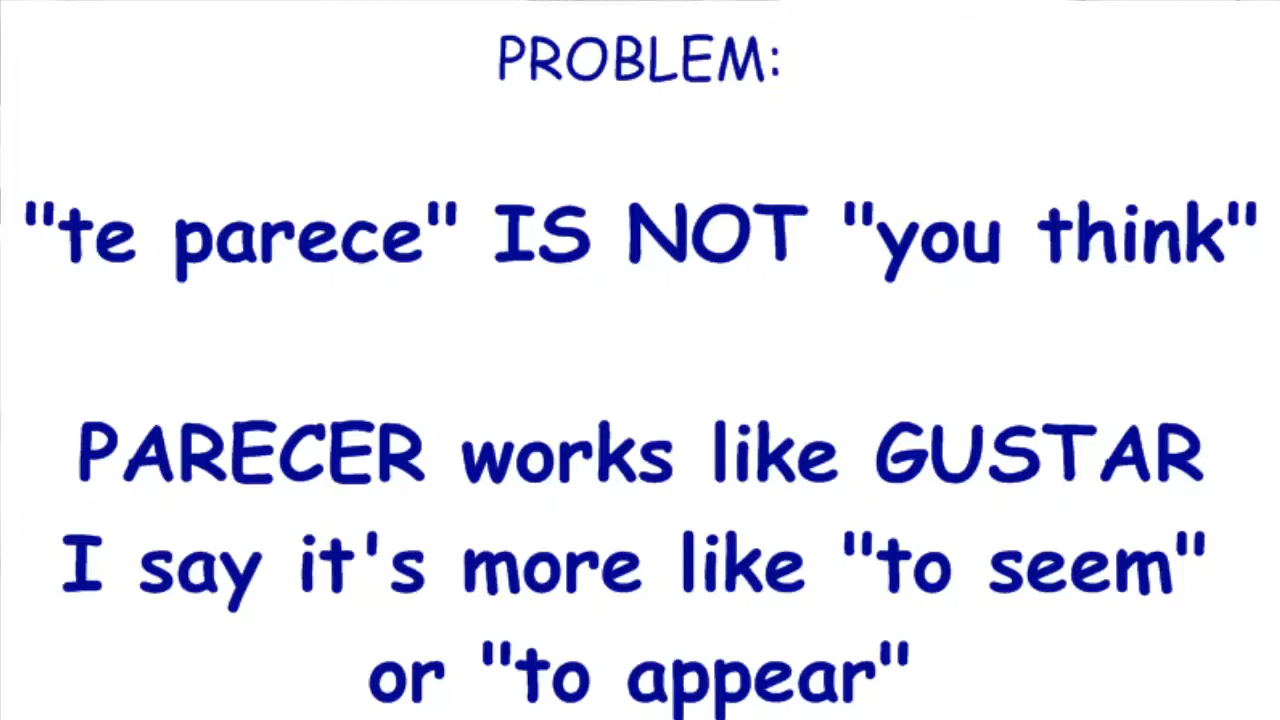 PROBLEM:
"te parece" IS NOT "you think"
PARECER works like GUSTAR
I say it's more like "to seem"
or "to appear"